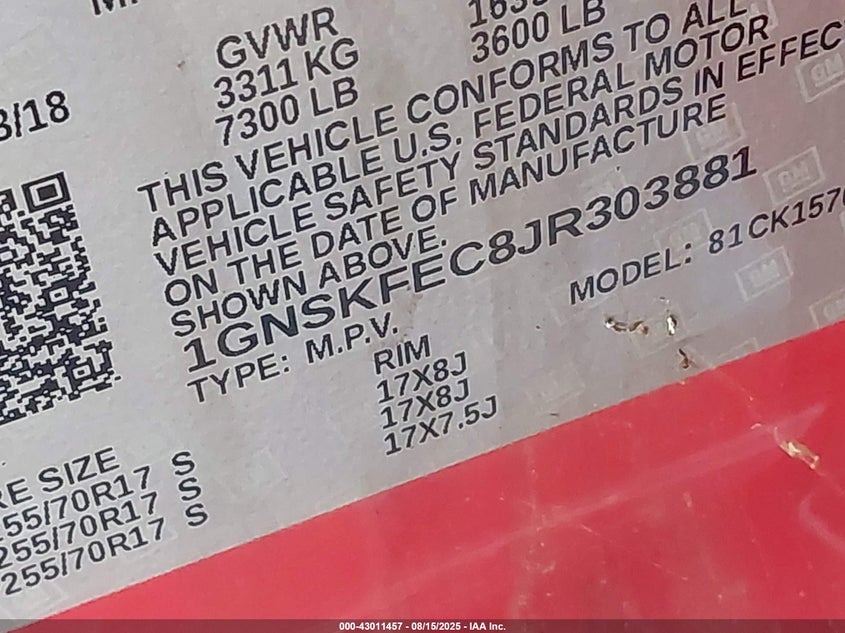 GVWR
3311 KG
3600 LB
7300 LB
3/18
THIS VEHICLE CONFORMS TO ALL
APPLICABLE U.S. FEDERAL MOTOR
VEHICLE SAFETY STANDARDS IN EFFECT
ON THE DATE OF MANUFACTURE
SHOWN ABOVE.
1GNSKFEC8JR303881
TYPE: M.P.V.
MODEL: 81CK1570
RIM
17X8J
17X8J
17X7.5J
RE SIZE
255/70R17 S
255/70R17 S
255/70R17 S
000-43011457 - 08/15/2025 - IAA Inc.